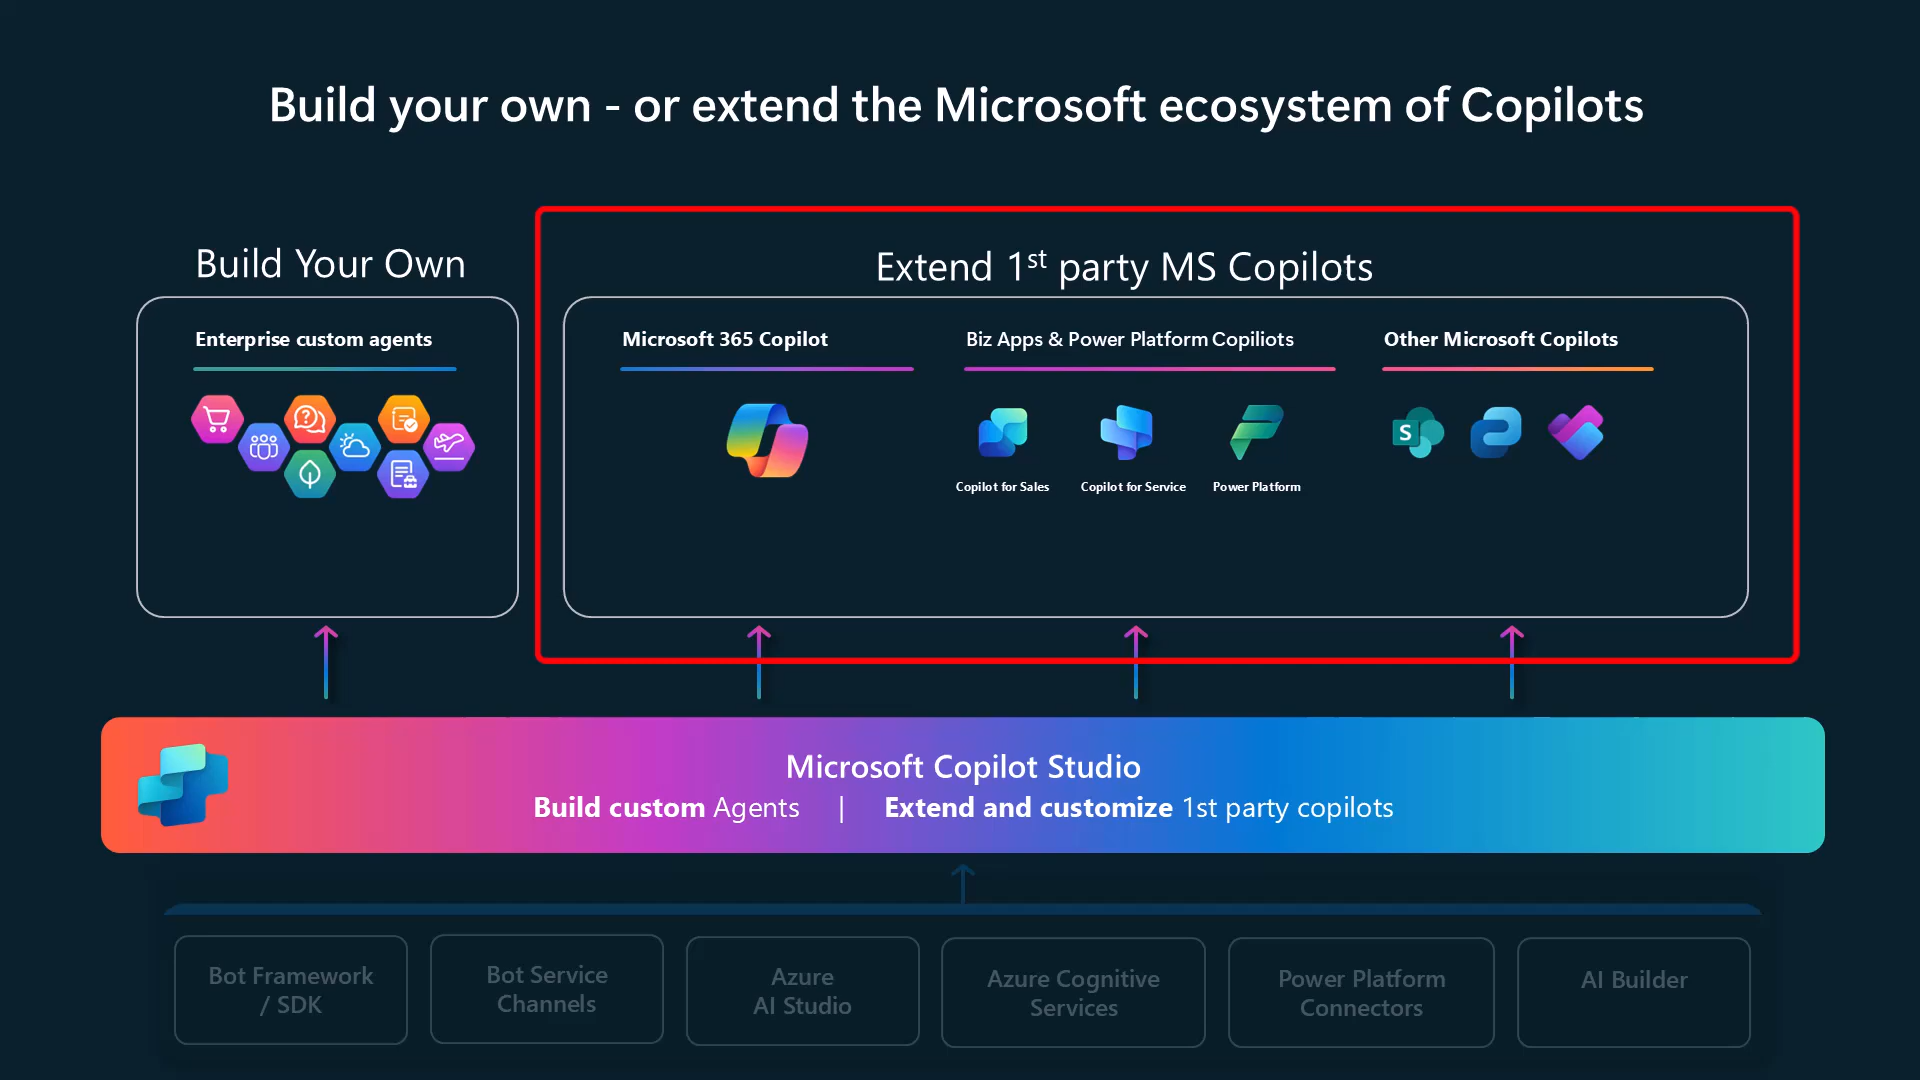 Build your own - or extend the Microsoft ecosystem of Copilots
Build Your Own
Enterprise custom agents
Extend 1st party MS Copilots
Microsoft 365 Copilot
Biz Apps & Power Platform Copiliots
Copilot for Sales
Copilot for Service
Power Platform
Other Microsoft Copilots
S
Microsoft Copilot Studio
Build custom Agents | Extend and customize 1st party copilots
Bot Framework
/ SDK
Bot Service
Channels
Azure
AI Studio
Azure Cognitive
Services
Power Platform
Connectors
AI Builder